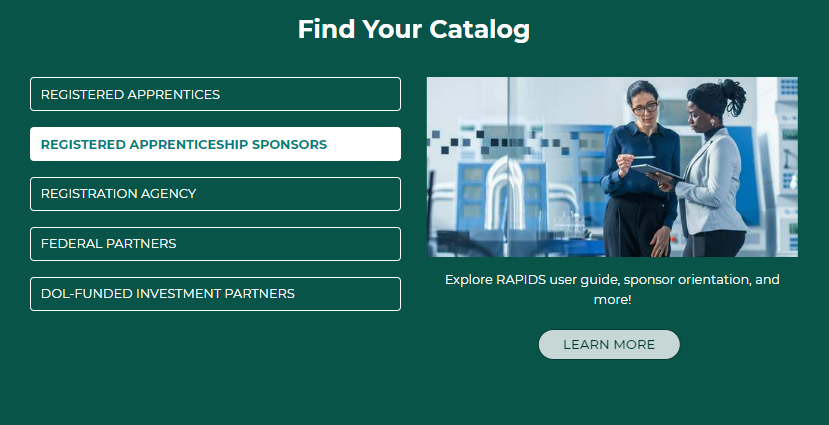 Find Your Catalog
REGISTERED APPRENTICES
REGISTERED APPRENTICESHIP SPONSORS
REGISTRATION AGENCY
FEDERAL PARTNERS
DOL-FUNDED INVESTMENT PARTNERS
Explore RAPIDS user guide, sponsor orientation, and
more!
LEARN MORE